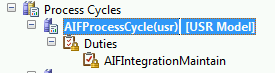 Process Cycles
AIFProcessCycle(usr) [USR Model]
Duties
AIFIntegrationMaintain